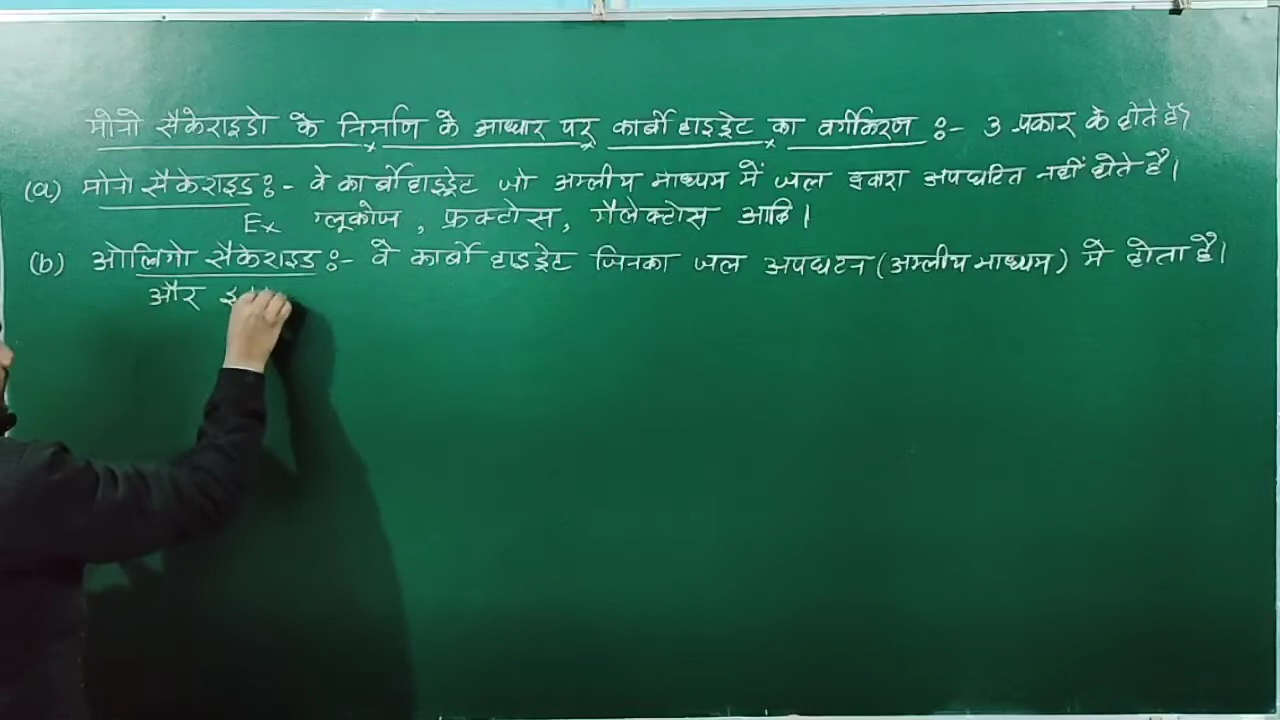 मोनो सैकेराइडो के निर्माण के आधार पर कार्बोहाइड्रेट का वर्गीकरण :- 3 प्रकार के होते हैं
(a) मोनो सैकेराइड :- वे कार्बोहाइड्रेट जो अम्लीय माध्यम में जल द्वारा अपघटित नहीं होते है।
Ex ग्लूकोज , फ्रक्टोस, गैलेक्टोस आदि।
(b) ओलिगो सैकेराइड :- वे कार्बोहाइड्रेट जिनका जल अपघटन (अम्लीय माध्यम) मे होता है।
और